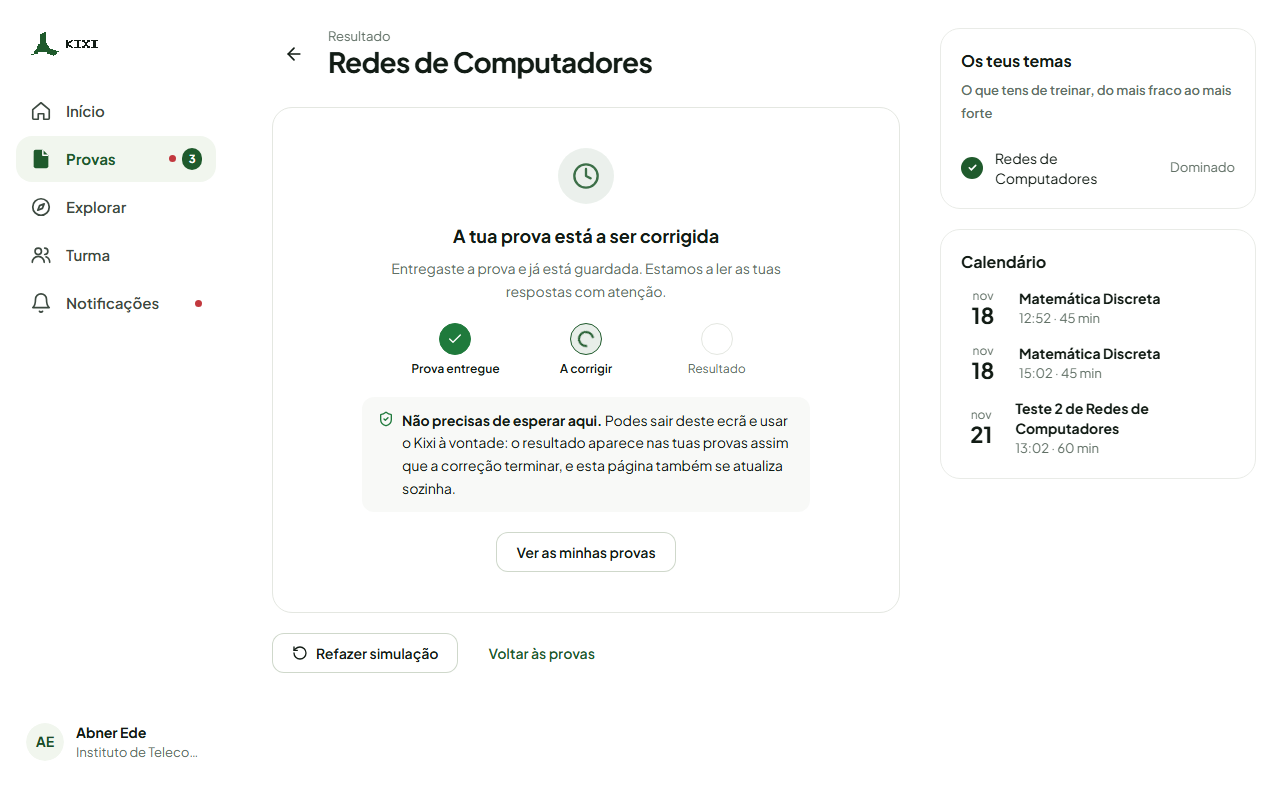 KIXI
Início
Provas
3
Explorar
Turma
Notificações
AE
Abner Ede
Instituto de Teleco...
Resultado
Redes de Computadores
A tua prova está a ser corrigida
Entregaste a prova e já está guardada. Estamos a ler as tuas
respostas com atenção.
Prova entregue
A corrigir
Resultado
Não precisas de esperar aqui. Podes sair deste ecrã e usar
o Kixi à vontade: o resultado aparece nas tuas provas assim
que a correção terminar, e esta página também se atualiza
sozinha.
Ver as minhas provas
Refazer simulação
Voltar às provas
Os teus temas
O que tens de treinar, do mais fraco ao mais
forte
Redes de
Computadores
Dominado
Calendário
nov
18
Matemática Discreta
12:52 · 45 min
nov
18
Matemática Discreta
15:02 · 45 min
nov
21
Teste 2 de Redes de
Computadores
13:02 · 60 min